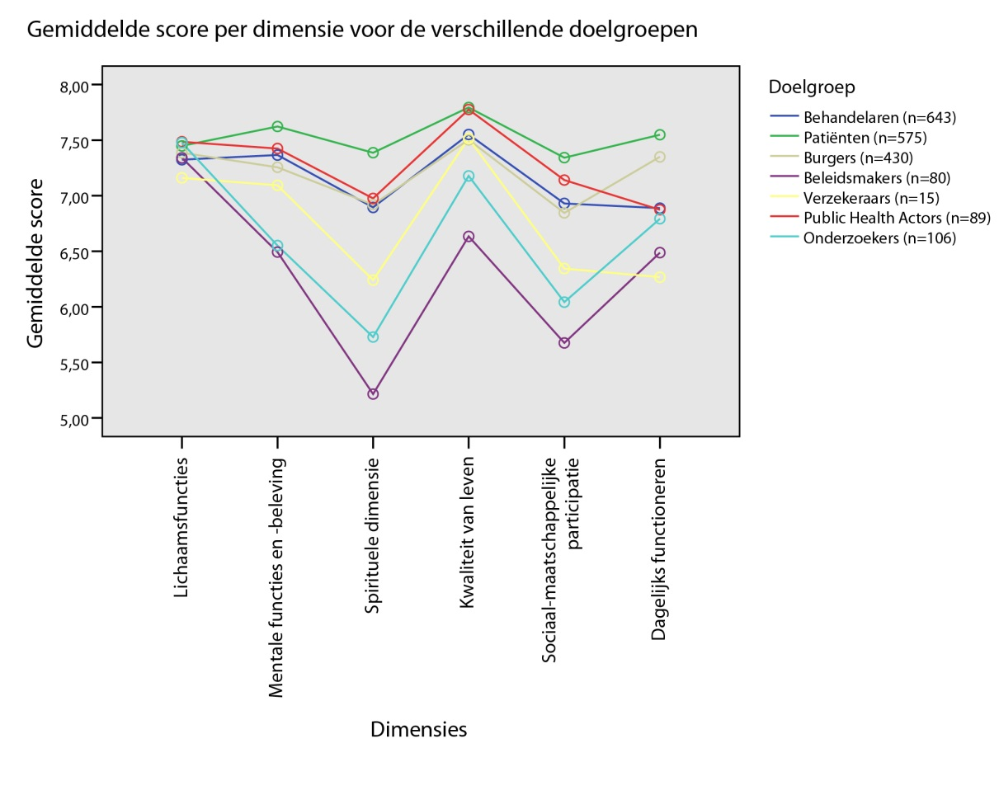 Gemiddelde score per dimensie voor de verschillende doelgroepen
Gemiddelde score
8,00
7,50
7,00
6,50
6,00
5,50
5,00
Lichaamsfuncties
Mentale functies en -beleving
Spirituele dimensie
Kwaliteit van leven
Sociaal-maatschappelijke
participatie
Dagelijks functioneren
Dimensies
Doelgroep
Behandelaren (n=643)
Patiënten (n=575)
Burgers (n=430)
Beleidsmakers (n=80)
Verzekeraars (n=15)
Public Health Actors (n=89)
Onderzoekers (n=106)